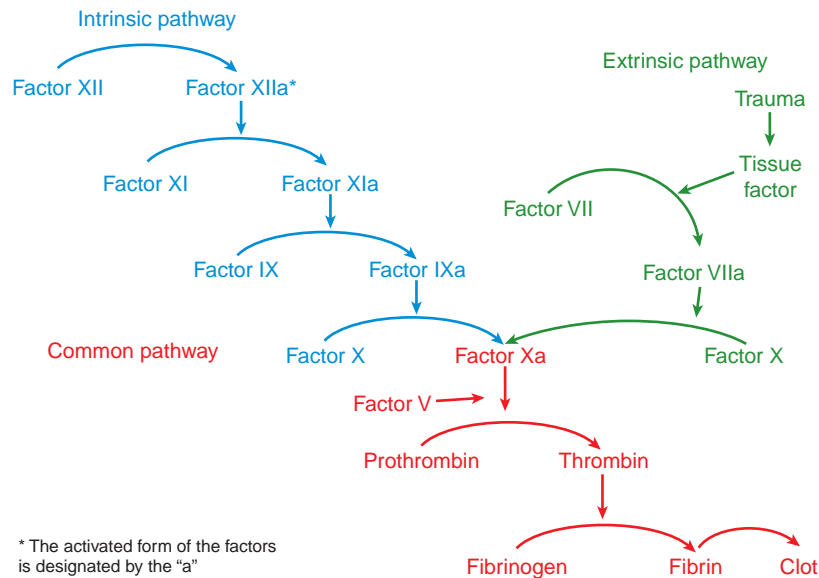 Intrinsic pathway
Factor XII
Factor XIIa*
Extrinsic pathway
Trauma
Factor XI
Factor XIa
Tissue
factor
Factor VII
Factor IX
Factor IXa
Factor VIIa
Common pathway
Factor X
Factor Xa
Factor X
Factor V
Prothrombin
Thrombin
* The activated form of the factors
is designated by the “a”
Fibrinogen
Fibrin
Clot